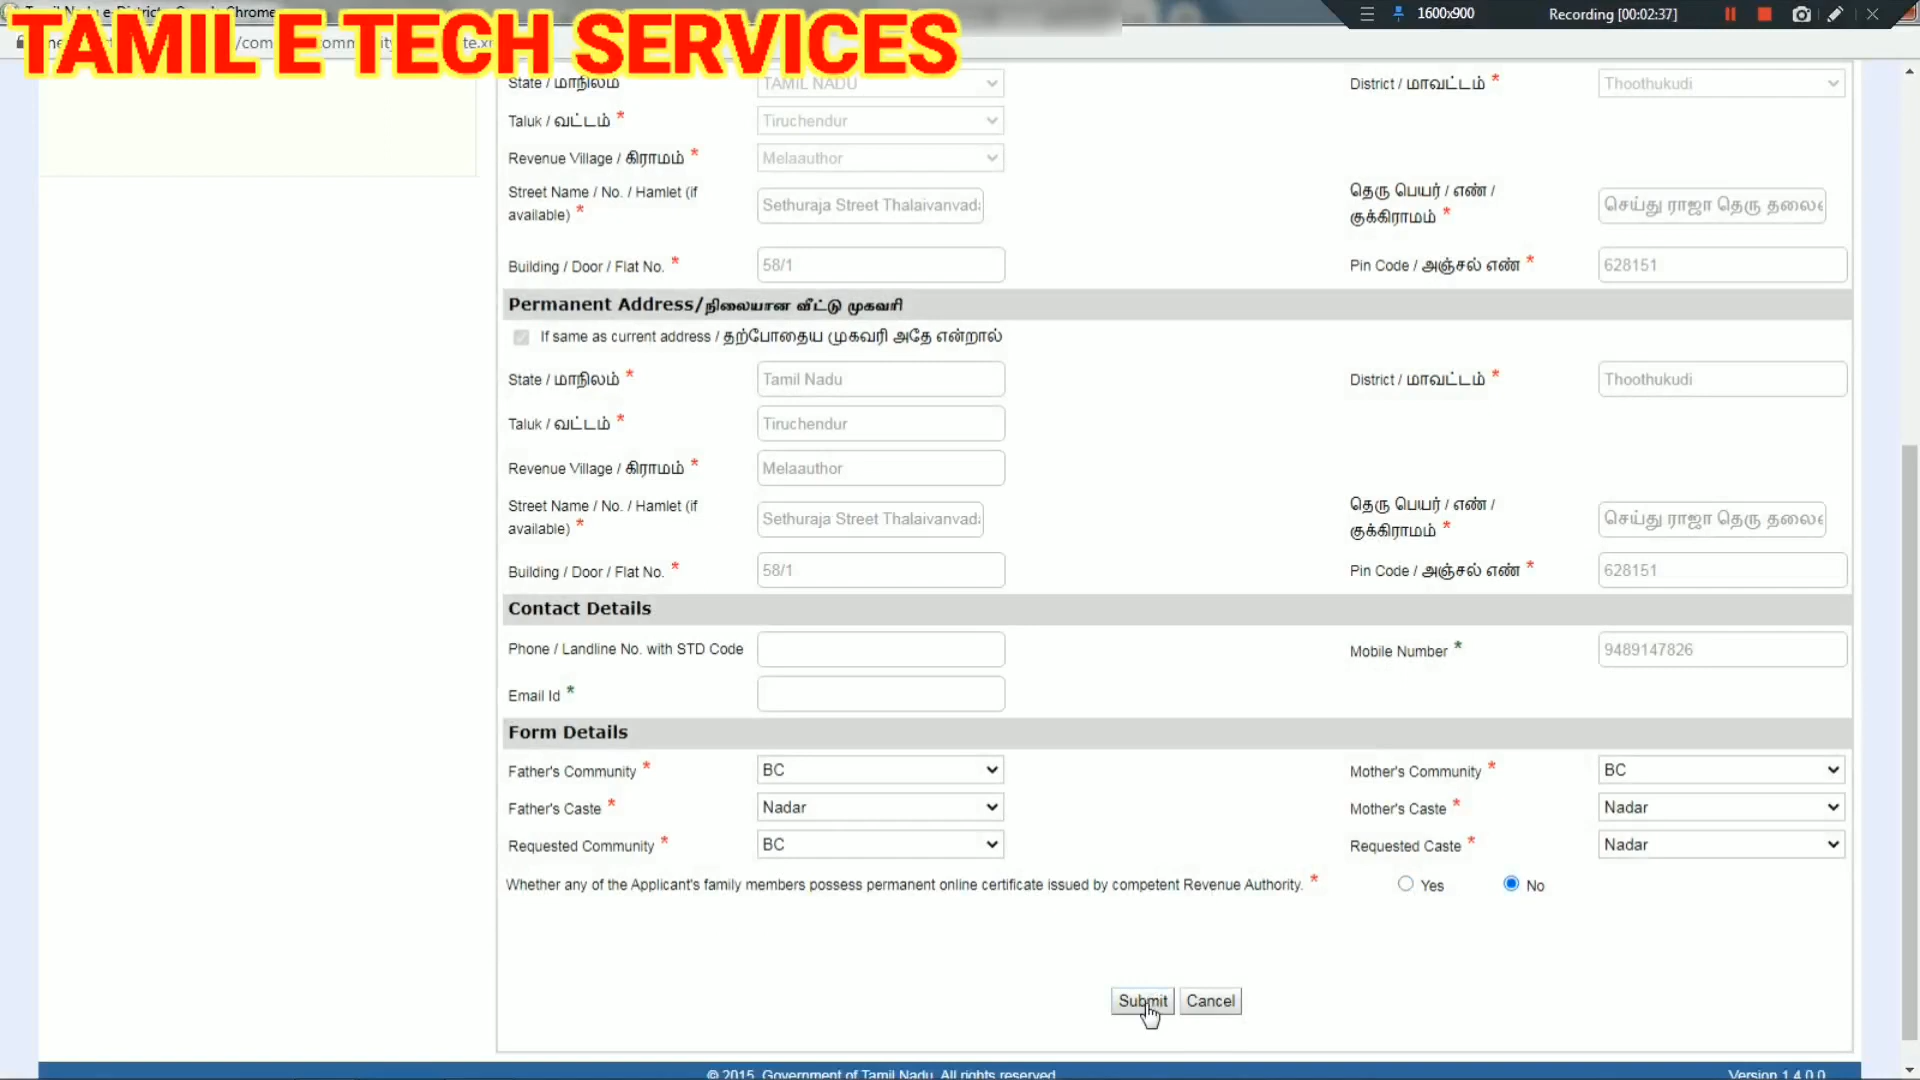 TAMIL E TECH SERVICES
1600x900
Recording [00:02:37]
State / மாநிலம் TAMIL NADU District / மாவட்டம் * Thoothukudi
Taluk / வட்டம் * Tiruchendur
Revenue Village / கிராமம் * Melaauthor
Street Name / No. / Hamlet (if available) * Sethuraja Street Thalaivanvad தெரு பெயர் / எண் / குக்கிராமம் * செய்து ராஜா தெரு
Building / Door / Flat No. * 58/1 Pin Code / அஞ்சல் எண் * 628151
Permanent Address/நிலையான வீட்டு முகவரி
If same as current address / தற்போதைய முகவரி அதே என்றால்
State / மாநிலம் * Tamil Nadu District / மாவட்டம் * Thoothukudi
Taluk / வட்டம் * Tiruchendur
Revenue Village / கிராமம் * Melaauthor
Street Name / No. / Hamlet (if available) * Sethuraja Street Thalaivanvad தெரு பெயர் / எண் / குக்கிராமம் * செய்து ராஜா தெரு
Building / Door / Flat No. * 58/1 Pin Code / அஞ்சல் எண் * 628151
Contact Details
Phone / Landline No. with STD Code Mobile Number * 9489147826
Email Id *
Form Details
Father's Community * BC Mother's Community * BC
Father's Caste * Nadar Mother's Caste * Nadar
Requested Community * BC Requested Caste * Nadar
Whether any of the Applicant's family members possess permanent online certificate issued by competent Revenue Authority. * Yes No
Submit Cancel
© 2015, Government of Tamil Nadu. All rights reserved Version 1.4.0.0